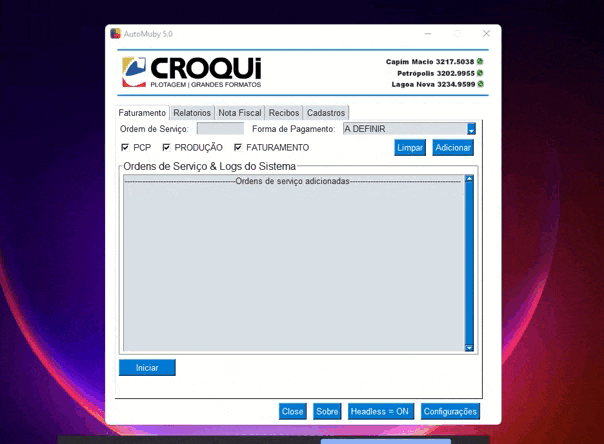 AutoMuby 5.0
CROQUi
PLOTAGEM | GRANDES FORMATOS
Capim Macio 3217.5038
Petrópolis 3202.9955
Lagoa Nova 3234.9599
Faturamento Relatorios Nota Fiscal Recibos Cadastros
Ordem de Serviço: Forma de Pagamento: A DEFINIR
PCP PRODUÇÃO FATURAMENTO Limpar Adicionar
Ordens de Serviço & Logs do Sistema
----------------------------------------Ordens de serviço adicionadas----------------------------------------
Iniciar
Close Sobre Headless = ON Configurações